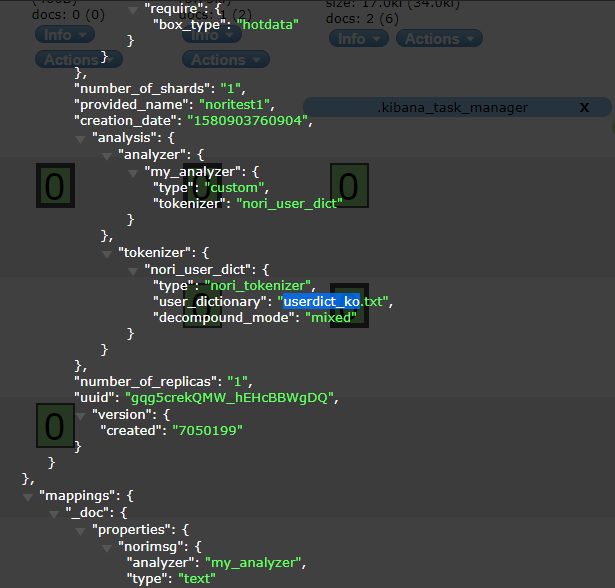 docs: 0 (0)
(2)
size: 17.0ki (34.0ki)
docs: 2 (6)
Info
Info
Actions
Actions
Actions
"require": {
"box_type": "hotdata"
}
}
},
"number_of_shards": "1",
"provided_name": "noritest1",
.kibana_task_manager X
"creation_date": "1580903760904",
"analysis": {
"analyzer": {
"my_analyzer": {
"type": "custom",
"tokenizer": "nori_user_dict"
}
},
0
0
0
"tokenizer": {
"nori_user_dict": {
"type": "nori_tokenizer",
"user_dictionary": "userdict_ko.txt",
"decompound_mode": "mixed"
}
}
},
"number_of_replicas": "1",
"uuid": "gqg5crekQMW_hEHcBBWgDQ",
"version": {
"created": "7050199"
0
}
}
},
"mappings": {
"_doc": {
"properties": {
"norimsg": {
"analyzer": "my_analyzer",
"type": "text"